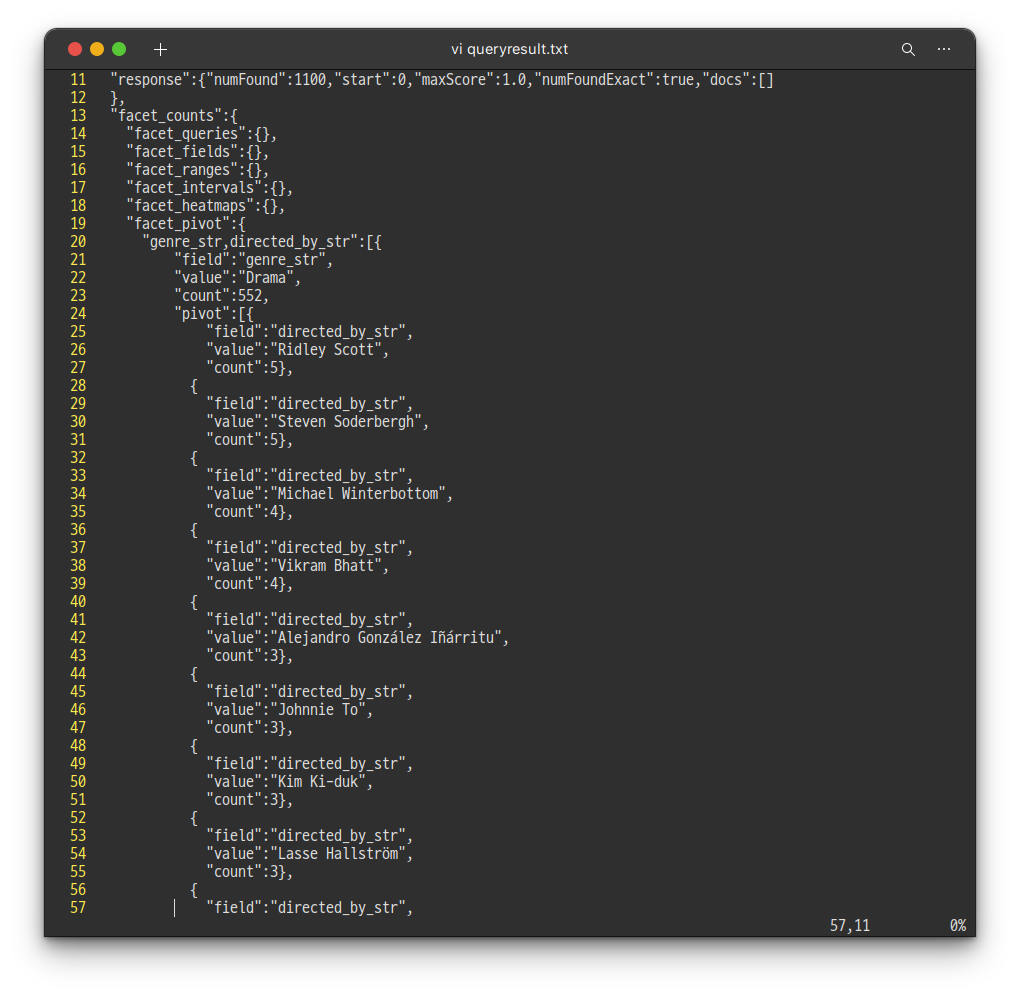 vi queryresult.txt
11 "response":{"numFound":1100,"start":0,"maxScore":1.0,"numFoundExact":true,"docs":[]
12 },
13 "facet_counts":{
14 "facet_queries":{},
15 "facet_fields":{},
16 "facet_ranges":{},
17 "facet_intervals":{},
18 "facet_heatmaps":{},
19 "facet_pivot":{
20 "genre_str,directed_by_str":[{
21 "field":"genre_str",
22 "value":"Drama",
23 "count":552,
24 "pivot":[{
25 "field":"directed_by_str",
26 "value":"Ridley Scott",
27 "count":5},
28 {
29 "field":"directed_by_str",
30 "value":"Steven Soderbergh",
31 "count":5},
32 {
33 "field":"directed_by_str",
34 "value":"Michael Winterbottom",
35 "count":4},
36 {
37 "field":"directed_by_str",
38 "value":"Vikram Bhatt",
39 "count":4},
40 {
41 "field":"directed_by_str",
42 "value":"Alejandro González Iñárritu",
43 "count":3},
44 {
45 "field":"directed_by_str",
46 "value":"Johnnie To",
47 "count":3},
48 {
49 "field":"directed_by_str",
50 "value":"Kim Ki-duk",
51 "count":3},
52 {
53 "field":"directed_by_str",
54 "value":"Lasse Hallström",
55 "count":3},
56 {
57 "field":"directed_by_str",
57,11 0%